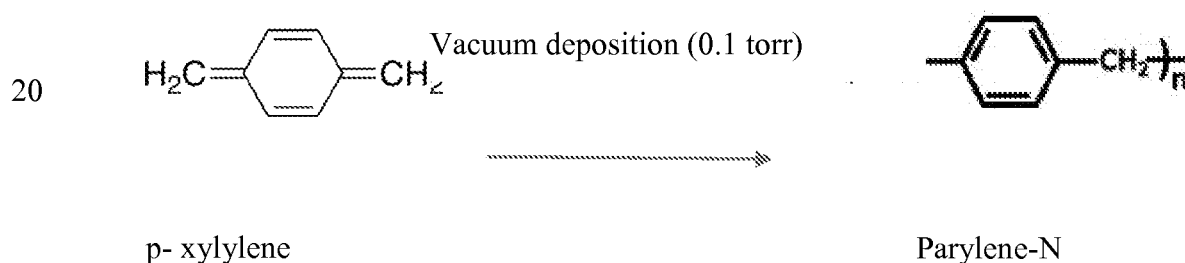 Vacuum deposition (0.1 torr)
20 H₂C CH₂ CH₂)n
p- xylylene Parylene-N